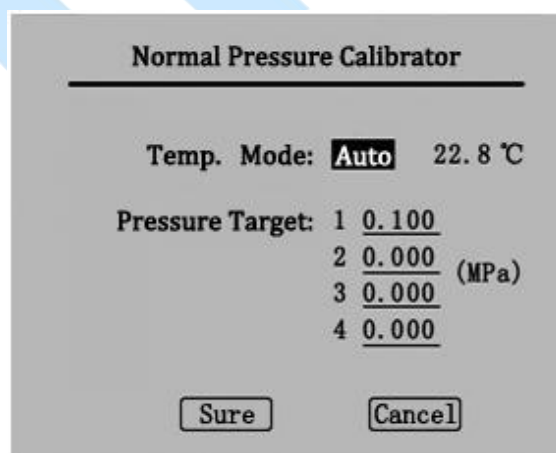 Normal Pressure Calibrator
Temp. Mode: Auto 22.8 ℃
Pressure Target: 1 0.100
2 0.000
(MPa)
3 0.000
4 0.000
Sure Cancel